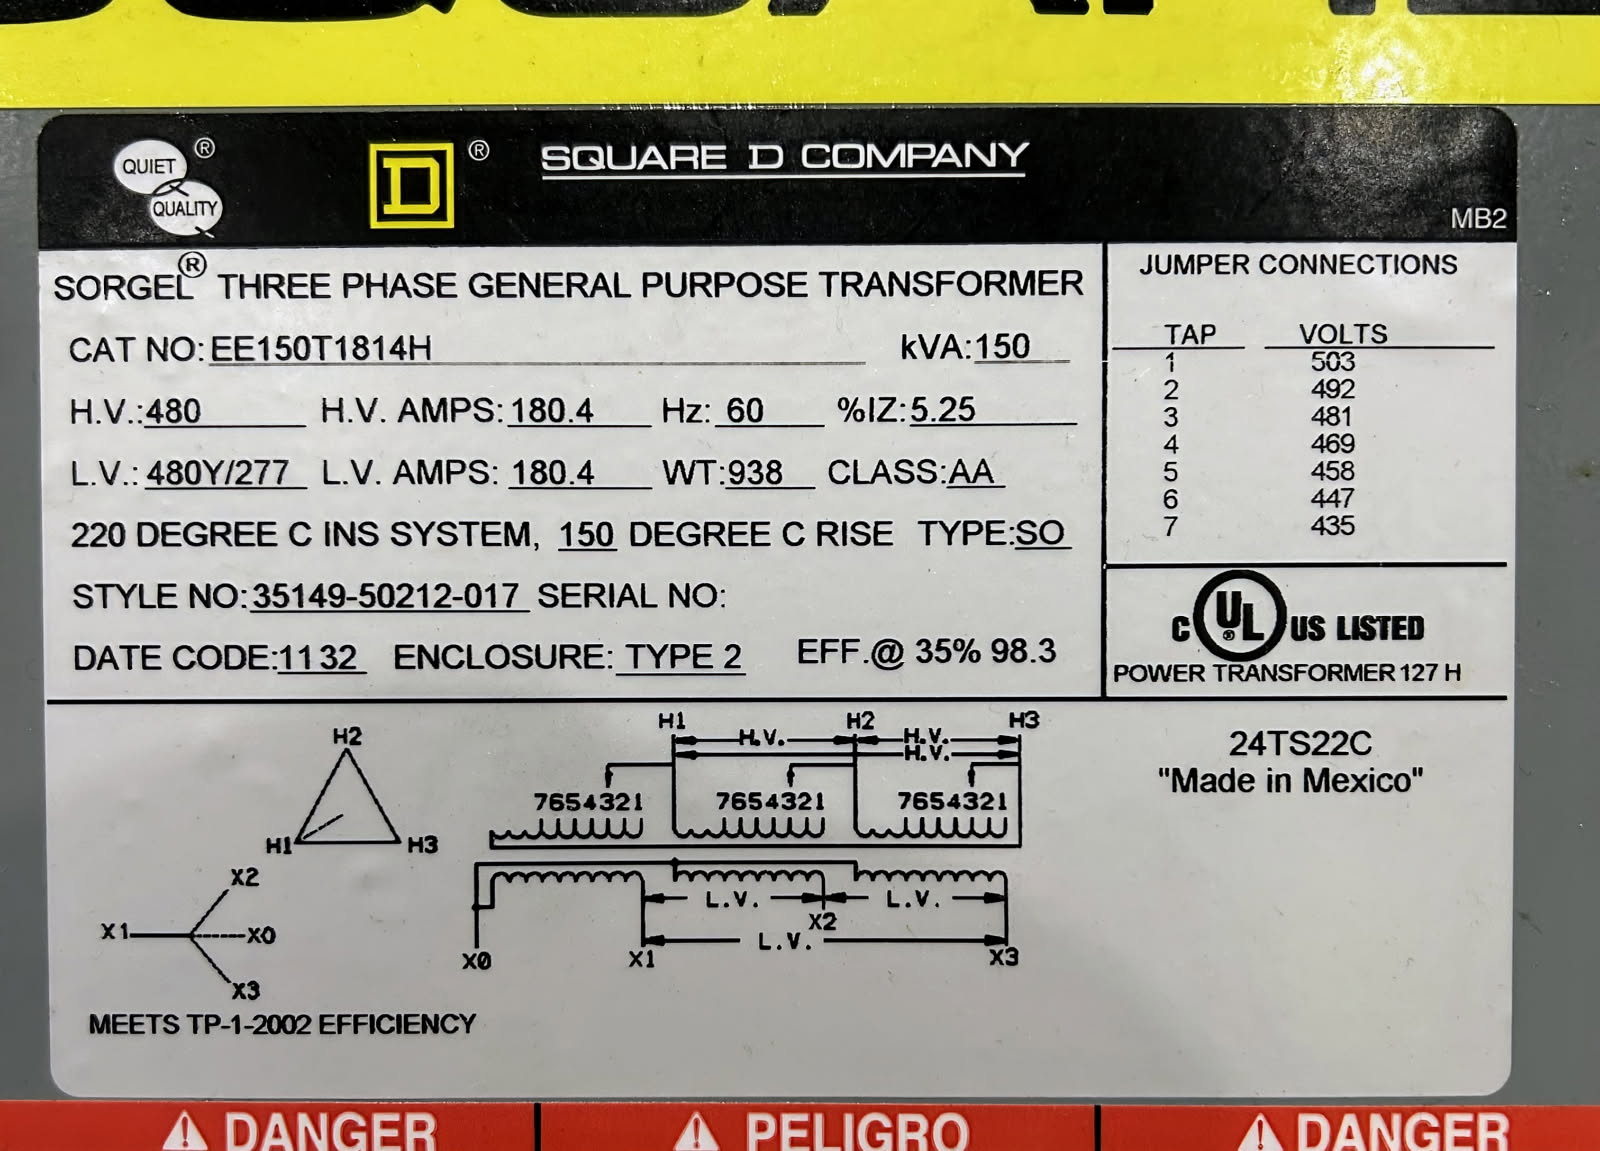 QUIET ®
QUALITY
D ®
SQUARE D COMPANY
MB2
SORGEL® THREE PHASE GENERAL PURPOSE TRANSFORMER
CAT NO: EE150T1814H kVA: 150
H.V.: 480 H.V. AMPS: 180.4 Hz: 60 %IZ: 5.25
L.V.: 480Y/277 L.V. AMPS: 180.4 WT: 938 CLASS: AA
220 DEGREE C INS SYSTEM, 150 DEGREE C RISE TYPE: SO
STYLE NO: 35149-50212-017 SERIAL NO:
DATE CODE: 1132 ENCLOSURE: TYPE 2 EFF.@ 35% 98.3
JUMPER CONNECTIONS
TAP VOLTS
1 503
2 492
3 481
4 469
5 458
6 447
7 435
C UL ® US LISTED
POWER TRANSFORMER 127 H
H2
H1 H3
X2
X1 X0
X3
H1 H2 H3
H.V. H.V.
H.V.
7654321 7654321 7654321
L.V. L.V.
X2
L.V.
X0 X1 X3
MEETS TP-1-2002 EFFICIENCY
24TS22C
"Made in Mexico"
DANGER PELIGRO DANGER